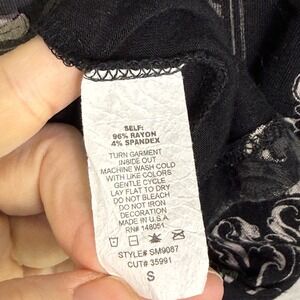 SELF:
96% RAYON
4% SPANDEX
TURN GARMENT
INSIDE OUT
MACHINE WASH COLD
WITH LIKE COLORS
GENTLE CYCLE
LAY FLAT TO DRY
DO NOT BLEACH
DO NOT IRON
DECORATION
MADE IN U.S.A.
RN# 148051
STYLE# SM9087
CUT# 35991
S